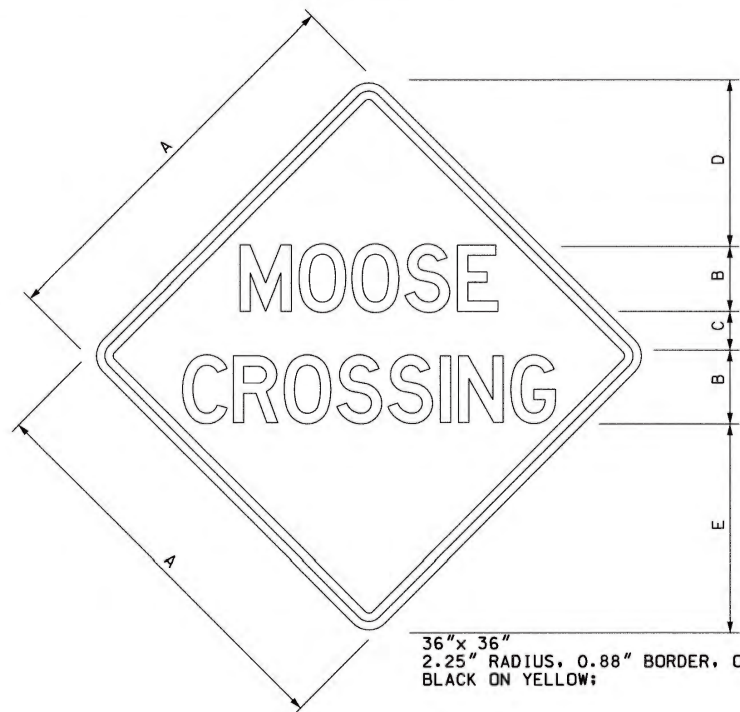 A
D
MOOSE
B
C
CROSSING
B
A
E
36"x 36"
2.25" RADIUS, 0.88" BORDER,
BLACK ON YELLOW;